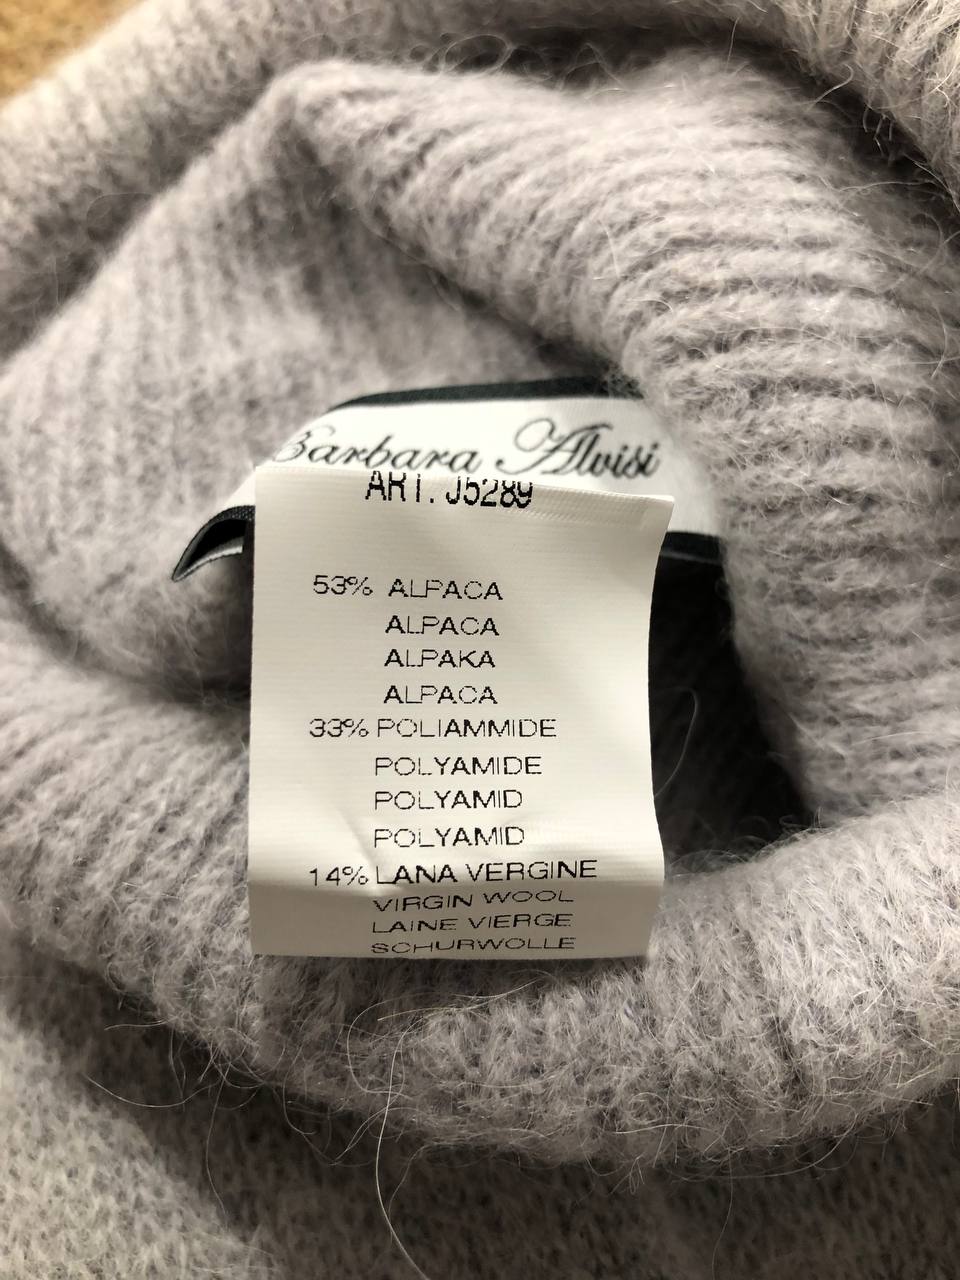 Barbara Alvisi
ART. J5289
53% ALPACA
ALPACA
ALPAKA
ALPACA
33% POLIAMMIDE
POLYAMIDE
POLYAMID
POLYAMID
14% LANA VERGINE
VIRGIN WOOL
LAINE VIERGE
SCHURWOLLE